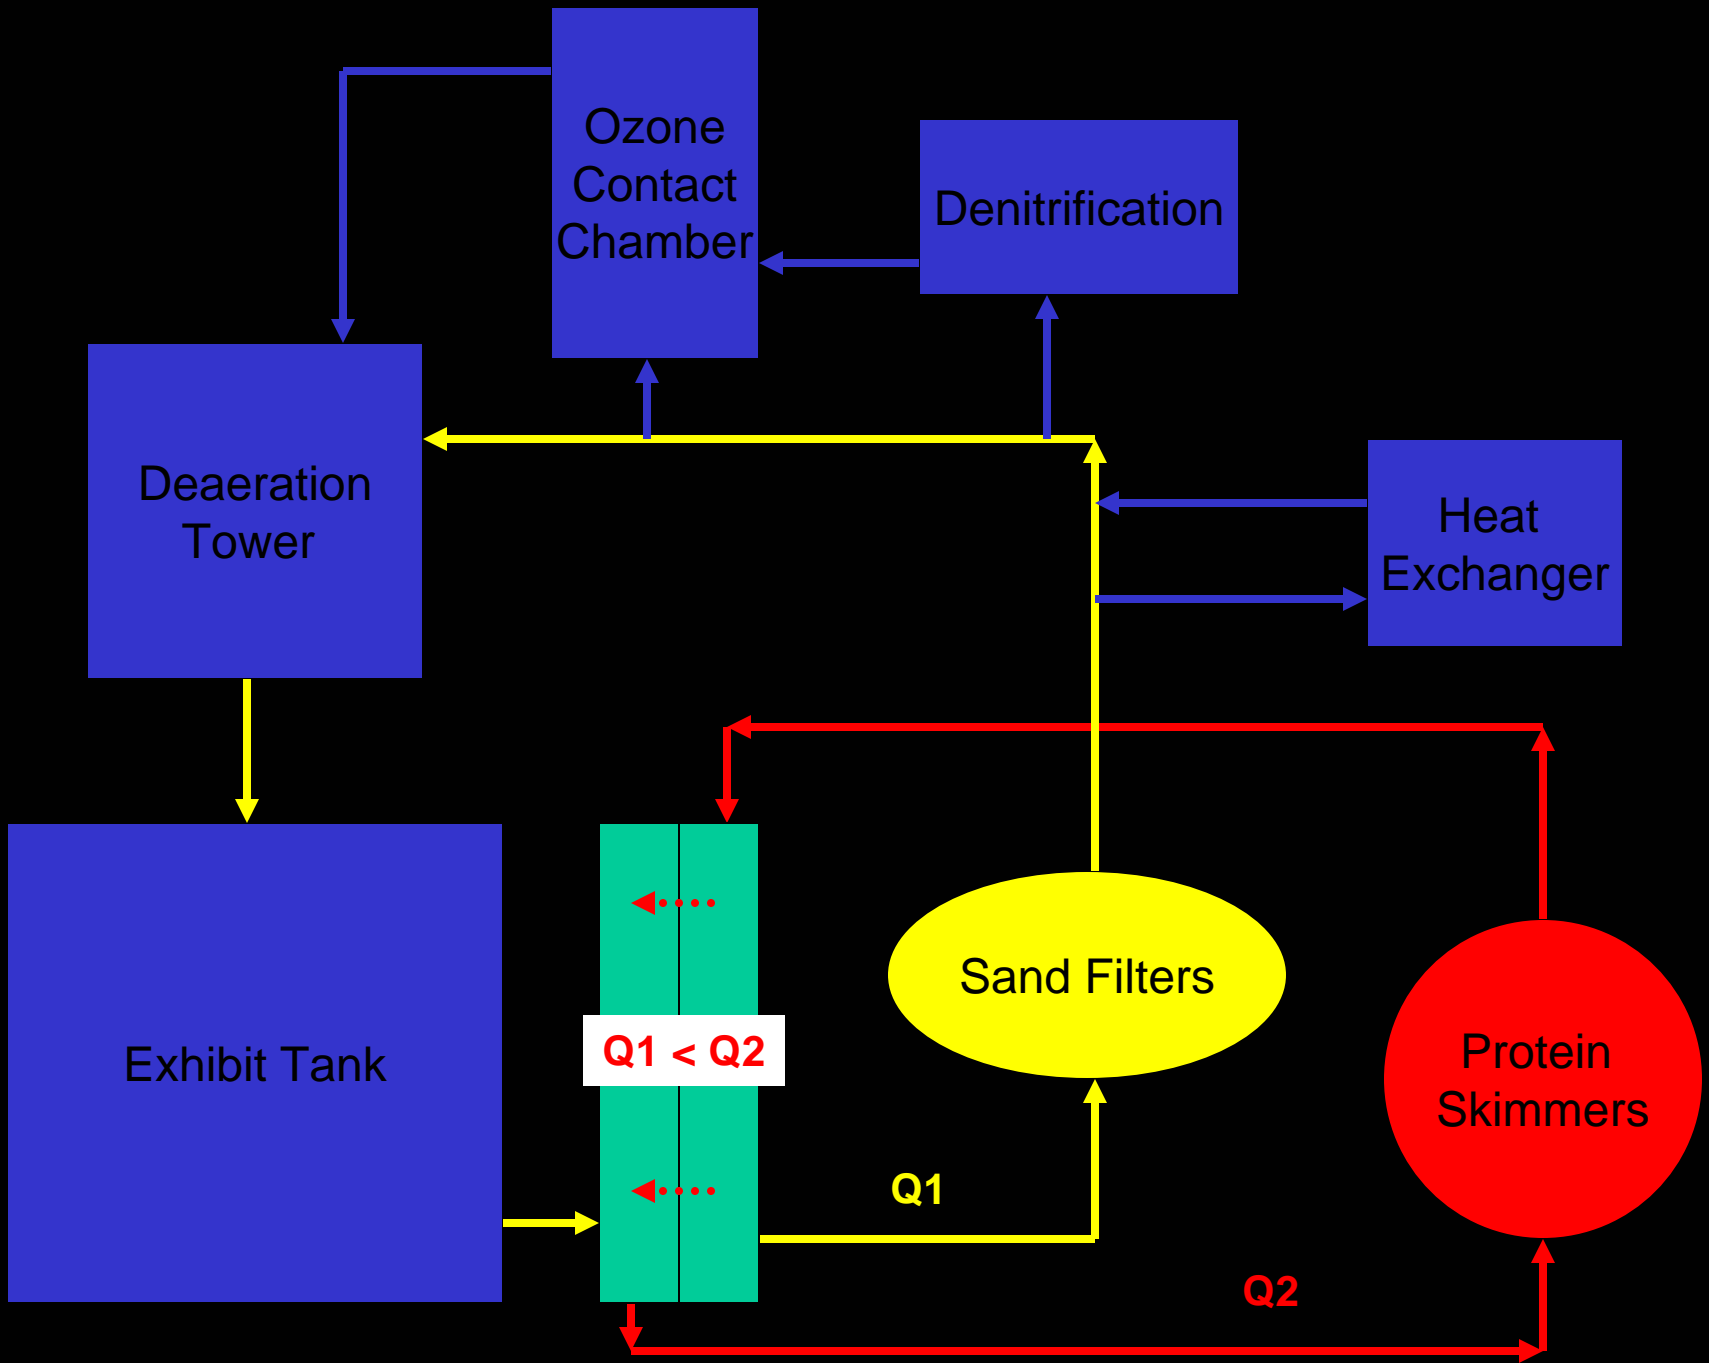 Ozone
Contact
Chamber
Denitrification
Deaeration
Tower
Heat
Exchanger
Exhibit Tank
Q1 < Q2
Sand Filters
Protein
Skimmers
Q1
Q2